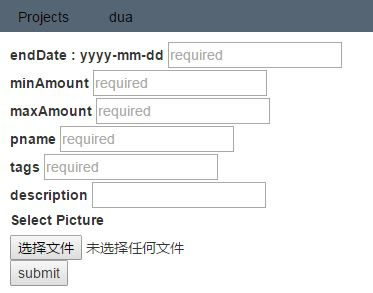 Projects dua
endDate : yyyy-mm-dd required
minAmount required
maxAmount required
pname required
tags required
description
Select Picture
选择文件 未选择任何文件
submit